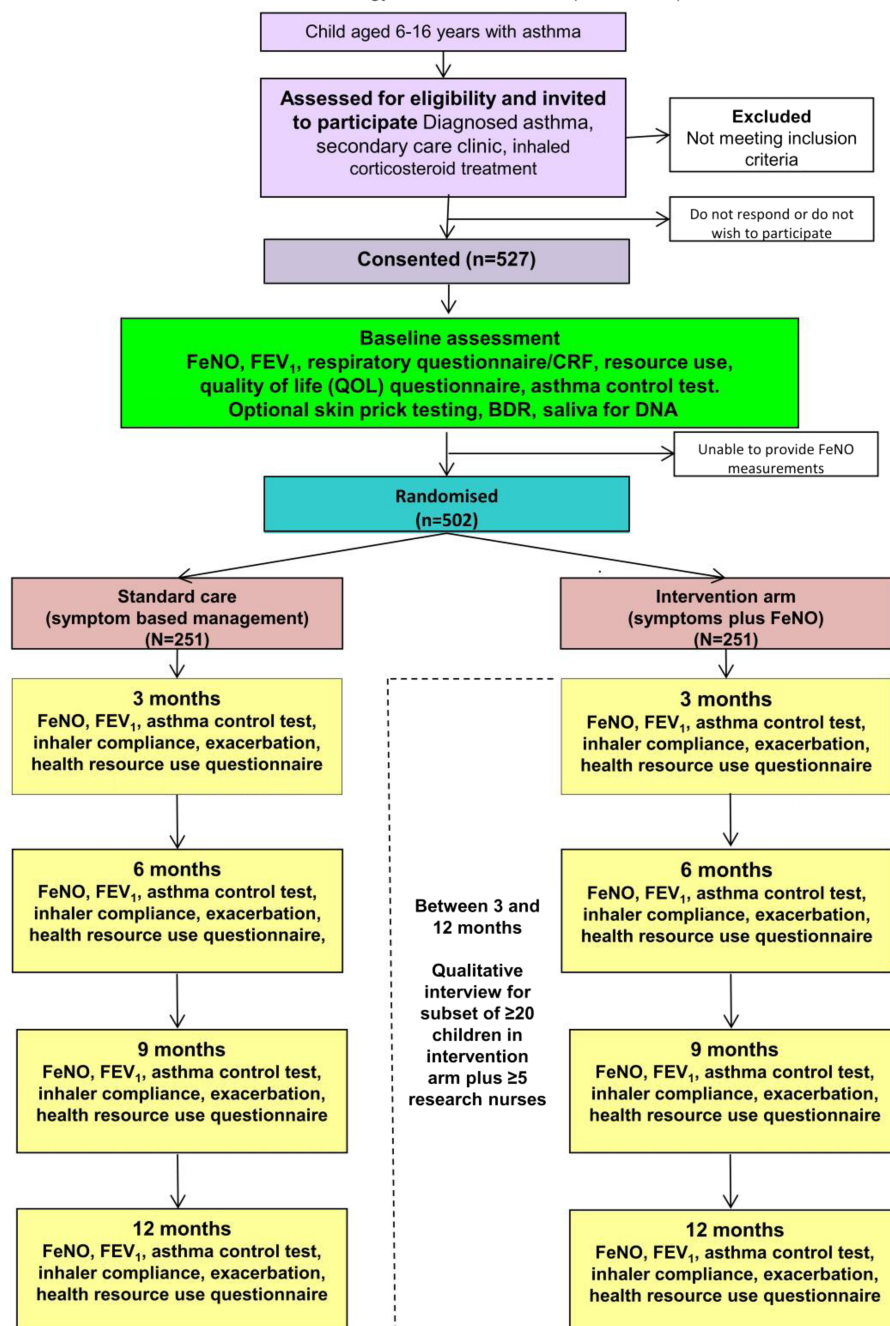 Child aged 6-16 years with asthma
Assessed for eligibility and invited
to participate Diagnosed asthma,
secondary care clinic, inhaled
corticosteroid treatment
Excluded
Not meeting inclusion
criteria
Do not respond or do not
wish to participate
Consented (n=527)
Baseline assessment
FeNO, FEV₁, respiratory questionnaire/CRF, resource use,
quality of life (QOL) questionnaire, asthma control test.
Optional skin prick testing, BDR, saliva for DNA
Unable to provide FeNO
measurements
Randomised
(n=502)
Standard care
(symptom based management)
(N=251)
Intervention arm
(symptoms plus FeNO)
(N=251)
3 months
FeNO, FEV₁, asthma control test,
inhaler compliance, exacerbation,
health resource use questionnaire
3 months
FeNO, FEV₁, asthma control test,
inhaler compliance, exacerbation,
health resource use questionnaire
6 months
FeNO, FEV₁, asthma control test,
inhaler compliance, exacerbation,
health resource use questionnaire,
Between 3 and
12 months
Qualitative
interview for
subset of ≥20
children in
intervention
arm plus ≥5
research nurses
6 months
FeNO, FEV₁, asthma control test,
inhaler compliance, exacerbation,
health resource use questionnaire
9 months
FeNO, FEV₁, asthma control test,
inhaler compliance, exacerbation,
health resource use questionnaire
9 months
FeNO, FEV₁, asthma control test,
inhaler compliance, exacerbation,
health resource use questionnaire
12 months
FeNO, FEV₁, asthma control test,
inhaler compliance, exacerbation,
health resource use questionnaire
12 months
FeNO, FEV₁, asthma control test,
inhaler compliance, exacerbation,
health resource use questionnaire